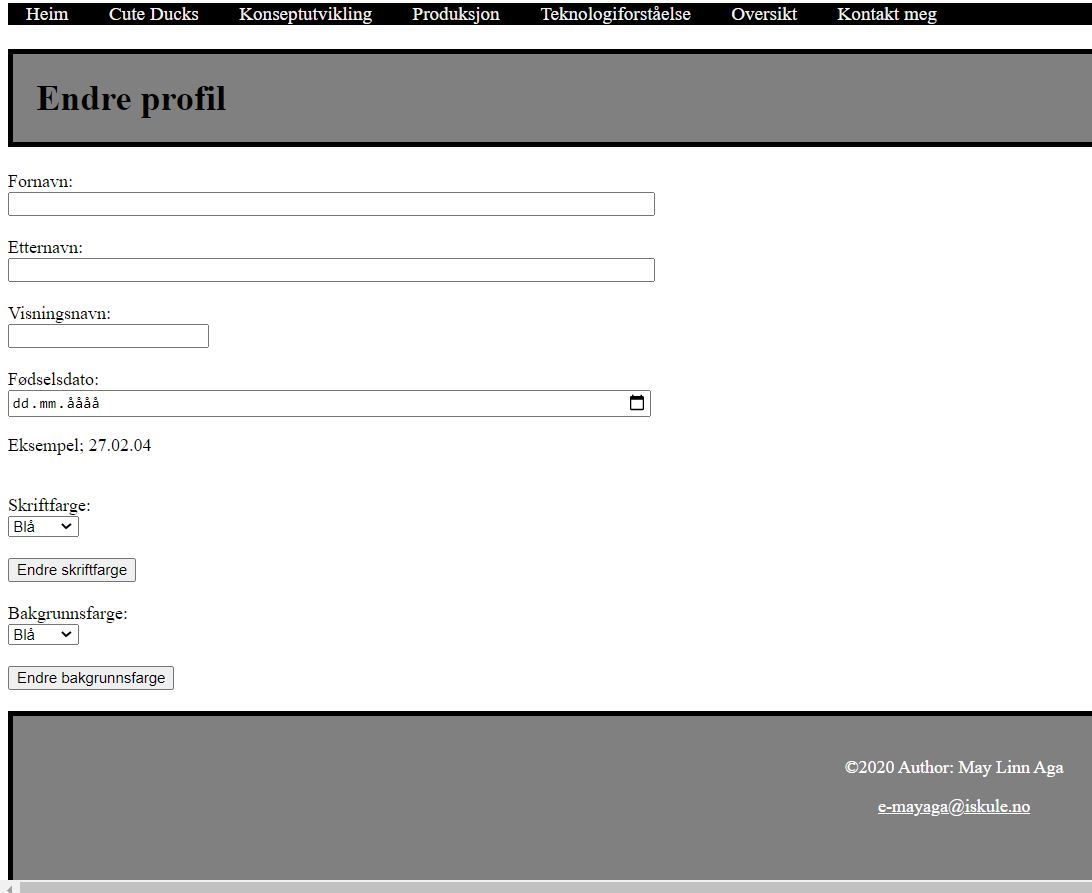 Heim Cute Ducks Konseptutvikling Produksjon Teknologiforståelse Oversikt Kontakt meg
Endre profil
Fornavn:
Etternavn:
Visningsnavn:
Fødselsdato:
dd.mm.åååå
Eksempel; 27.02.04
Skriftfarge:
Blå
Endre skriftfarge
Bakgrunnsfarge:
Blå
Endre bakgrunnsfarge
©2020 Author: May Linn Aga
e-mayaga@iskule.no